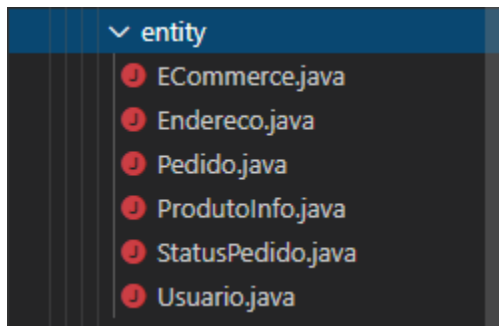 entity
J ECommerce.java
J Endereco.java
J Pedido.java
J ProdutoInfo.java
J StatusPedido.java
J Usuario.java